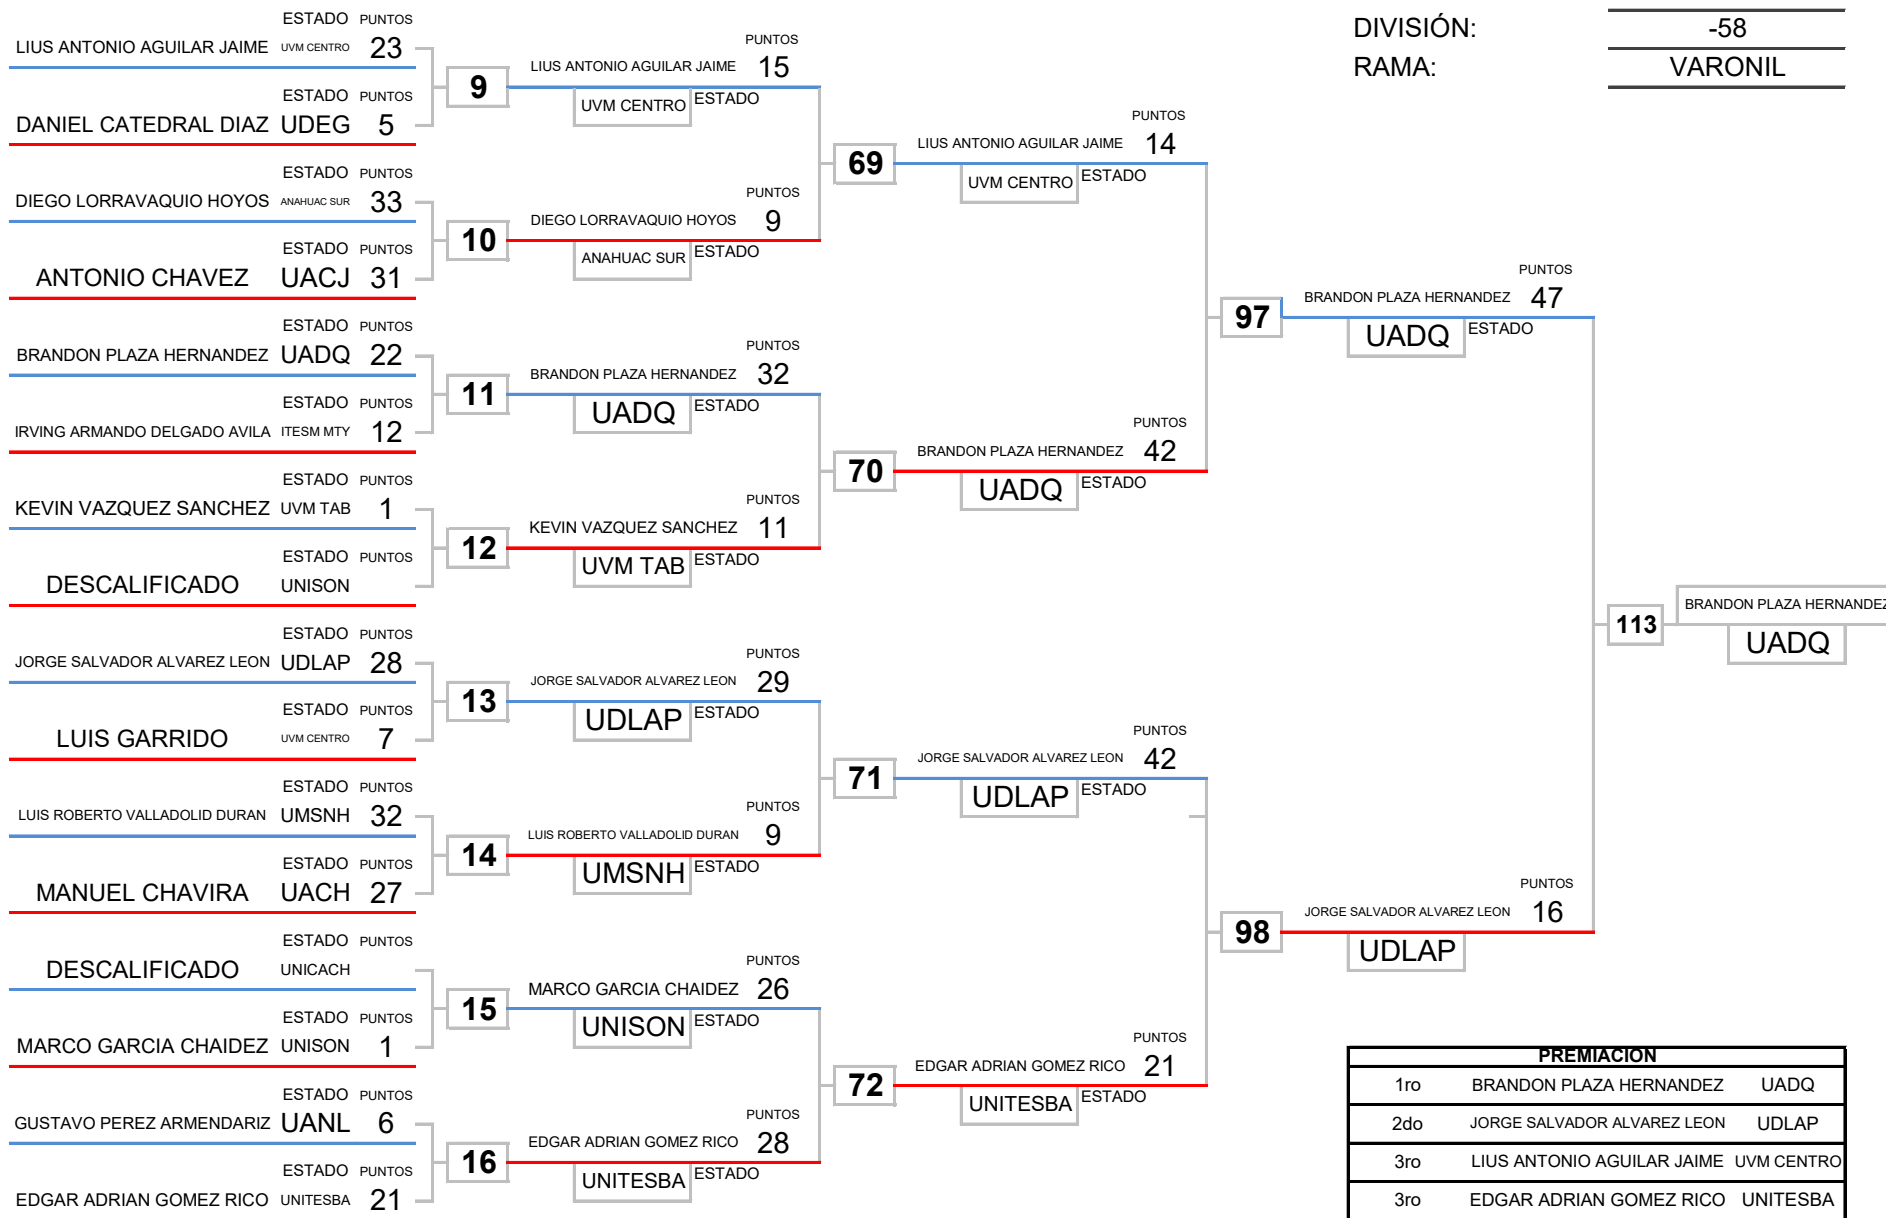 DIVISIÓN: -58
RAMA: VARONIL
ESTADO PUNTOS
LIUS ANTONIO AGUILAR JAIME UVM CENTRO 23
ESTADO PUNTOS
DANIEL CATEDRAL DIAZ UDEG 5
ESTADO PUNTOS
DIEGO LORRAVAQUIO HOYOS ANAHUAC SUR 33
ESTADO PUNTOS
ANTONIO CHAVEZ UACJ 31
ESTADO PUNTOS
BRANDON PLAZA HERNANDEZ UADQ 22
ESTADO PUNTOS
IRVING ARMANDO DELGADO AVILA ITESM MTY 12
ESTADO PUNTOS
KEVIN VAZQUEZ SANCHEZ UVM TAB 1
ESTADO PUNTOS
DESCALIFICADO UNISON
ESTADO PUNTOS
JORGE SALVADOR ALVAREZ LEON UDLAP 28
ESTADO PUNTOS
LUIS GARRIDO UVM CENTRO 7
ESTADO PUNTOS
LUIS ROBERTO VALLADOLID DURAN UMSNH 32
ESTADO PUNTOS
MANUEL CHAVIRA UACH 27
ESTADO PUNTOS
DESCALIFICADO UNICACH
ESTADO PUNTOS
MARCO GARCIA CHAIDEZ UNISON 1
ESTADO PUNTOS
GUSTAVO PEREZ ARMENDARIZ UANL 6
ESTADO PUNTOS
EDGAR ADRIAN GOMEZ RICO UNITESBA 21
9
10
11
12
13
14
15
16
PUNTOS
LIUS ANTONIO AGUILAR JAIME 15
UVM CENTRO ESTADO
PUNTOS
DIEGO LORRAVAQUIO HOYOS 9
ANAHUAC SUR ESTADO
PUNTOS
BRANDON PLAZA HERNANDEZ 32
UADQ ESTADO
PUNTOS
KEVIN VAZQUEZ SANCHEZ 11
UVM TAB ESTADO
PUNTOS
JORGE SALVADOR ALVAREZ LEON 29
UDLAP ESTADO
PUNTOS
LUIS ROBERTO VALLADOLID DURAN 9
UMSNH ESTADO
PUNTOS
MARCO GARCIA CHAIDEZ 26
UNISON ESTADO
PUNTOS
EDGAR ADRIAN GOMEZ RICO 28
UNITESBA ESTADO
69
70
71
72
PUNTOS
LIUS ANTONIO AGUILAR JAIME 14
UVM CENTRO ESTADO
PUNTOS
BRANDON PLAZA HERNANDEZ 42
UADQ ESTADO
PUNTOS
JORGE SALVADOR ALVAREZ LEON 42
UDLAP ESTADO
PUNTOS
EDGAR ADRIAN GOMEZ RICO 21
UNITESBA ESTADO
97
98
PUNTOS
BRANDON PLAZA HERNANDEZ 47
UADQ ESTADO
PUNTOS
JORGE SALVADOR ALVAREZ LEON 16
UDLAP
113
BRANDON PLAZA HERNANDEZ
UADQ
PREMIACION
1ro BRANDON PLAZA HERNANDEZ UADQ
2do JORGE SALVADOR ALVAREZ LEON UDLAP
3ro LIUS ANTONIO AGUILAR JAIME UVM CENTRO
3ro EDGAR ADRIAN GOMEZ RICO UNITESBA